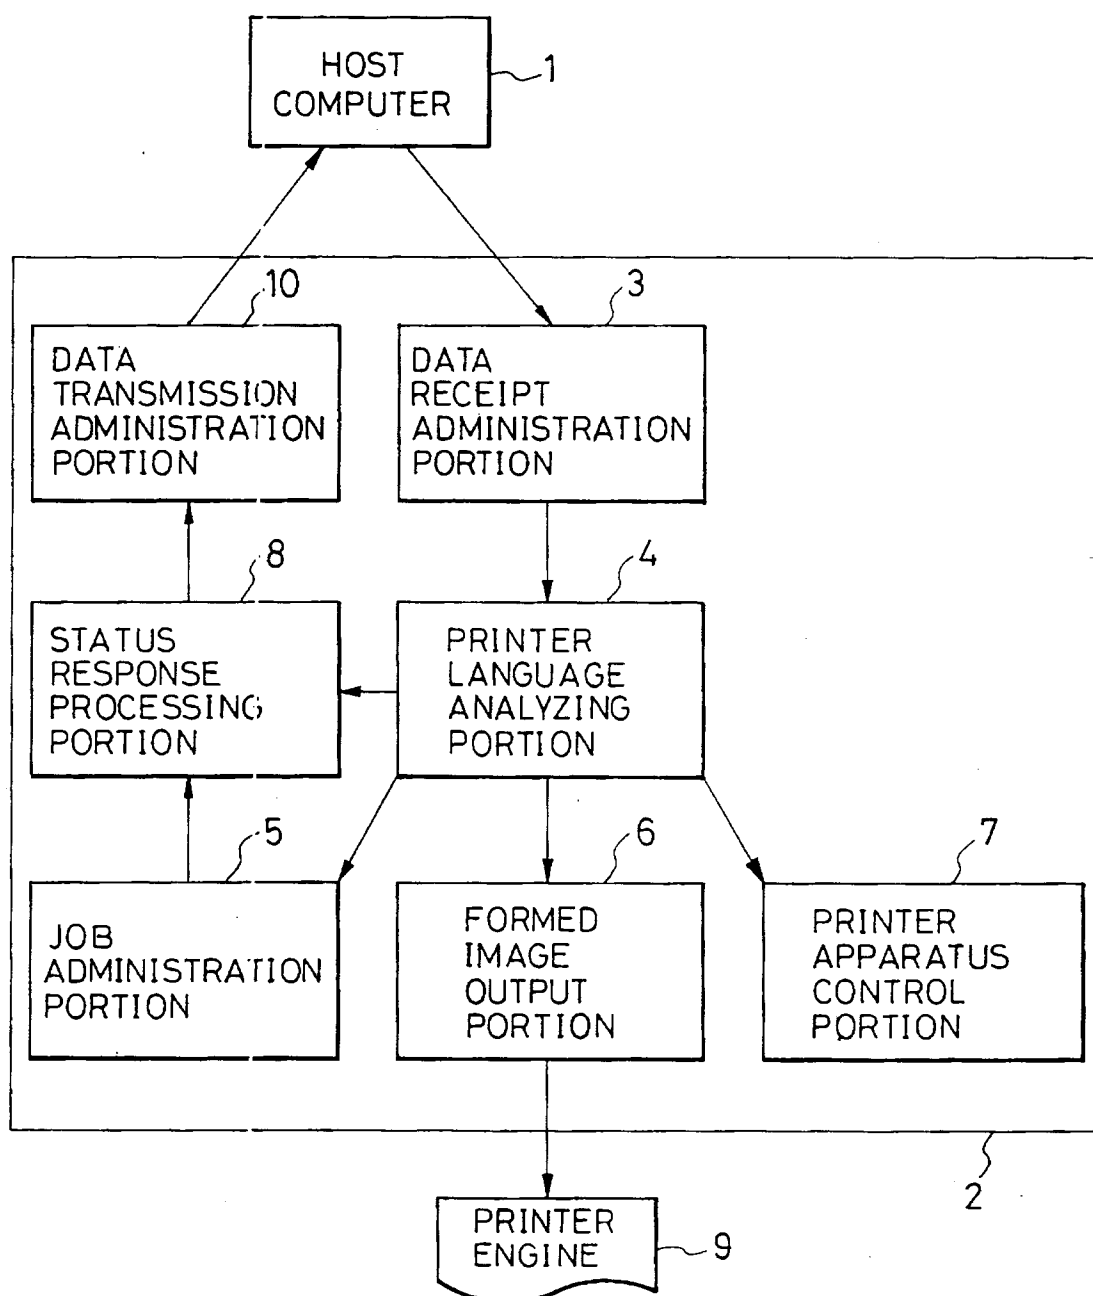 HOST
COMPUTER
1
10
3
DATA
TRANSMISSION
ADMINISTRATION
PORTION
DATA
RECEIPT
ADMINISTRATION
PORTION
8
4
STATUS
RESPONSE
PROCESSING
PORTION
PRINTER
LANGUAGE
ANALYZING
PORTION
5
6
7
JOB
ADMINISTRATION
PORTION
FORMED
IMAGE
OUTPUT
PORTION
PRINTER
APPARATUS
CONTROL
PORTION
2
PRINTER
ENGINE
9